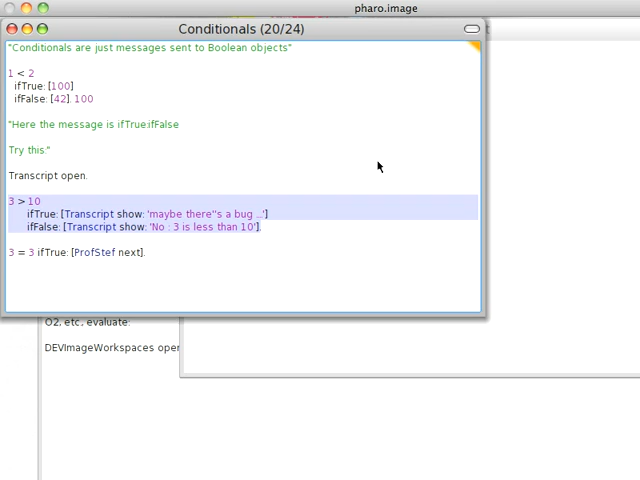 pharo.image
Conditionals (20/24)
"Conditionals are just messages sent to Boolean objects"
1 < 2
ifTrue: [100]
ifFalse: [42]. 100
"Here the message is ifTrue:ifFalse
Try this:"
Transcript open.
3 > 10
ifTrue: [Transcript show: 'maybe there''s a bug ...']
ifFalse: [Transcript show: 'No : 3 is less than 10'].
3 = 3 ifTrue: [ProfStef next].
O2, etc, evaluate:
DEVImageWorkspaces oper